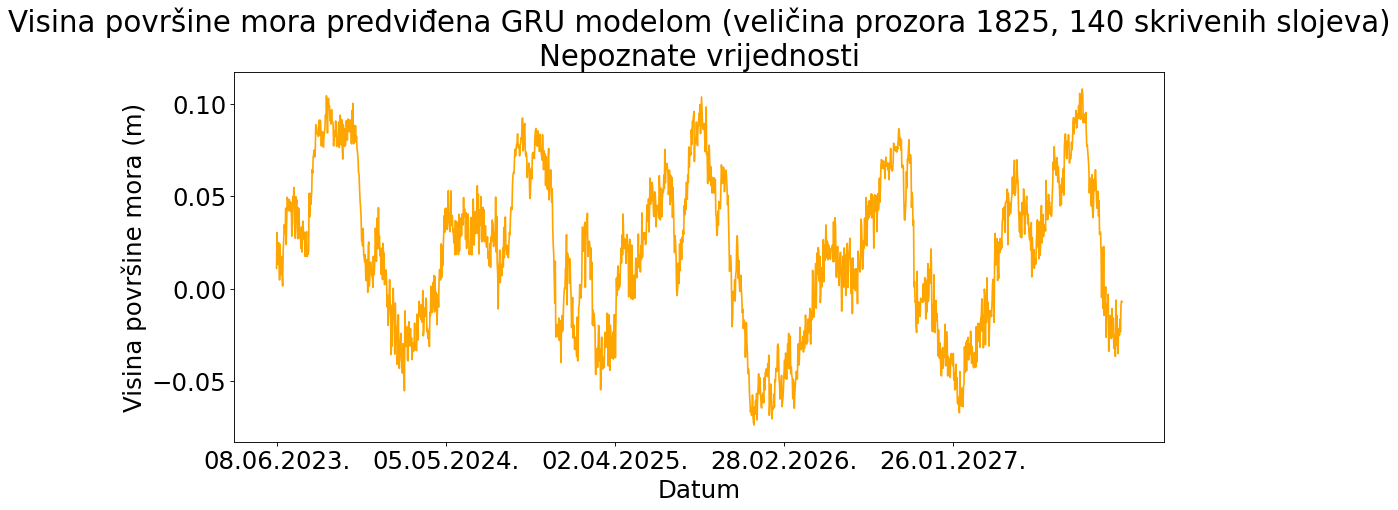 Visina površine mora predviđena GRU modelom (veličina prozora 1825, 140 skrivenih slojeva)
Nepoznate vrijednosti
Visina površine mora (m)
0.10
0.05
0.00
−0.05
08.06.2023. 05.05.2024. 02.04.2025. 28.02.2026. 26.01.2027.
Datum